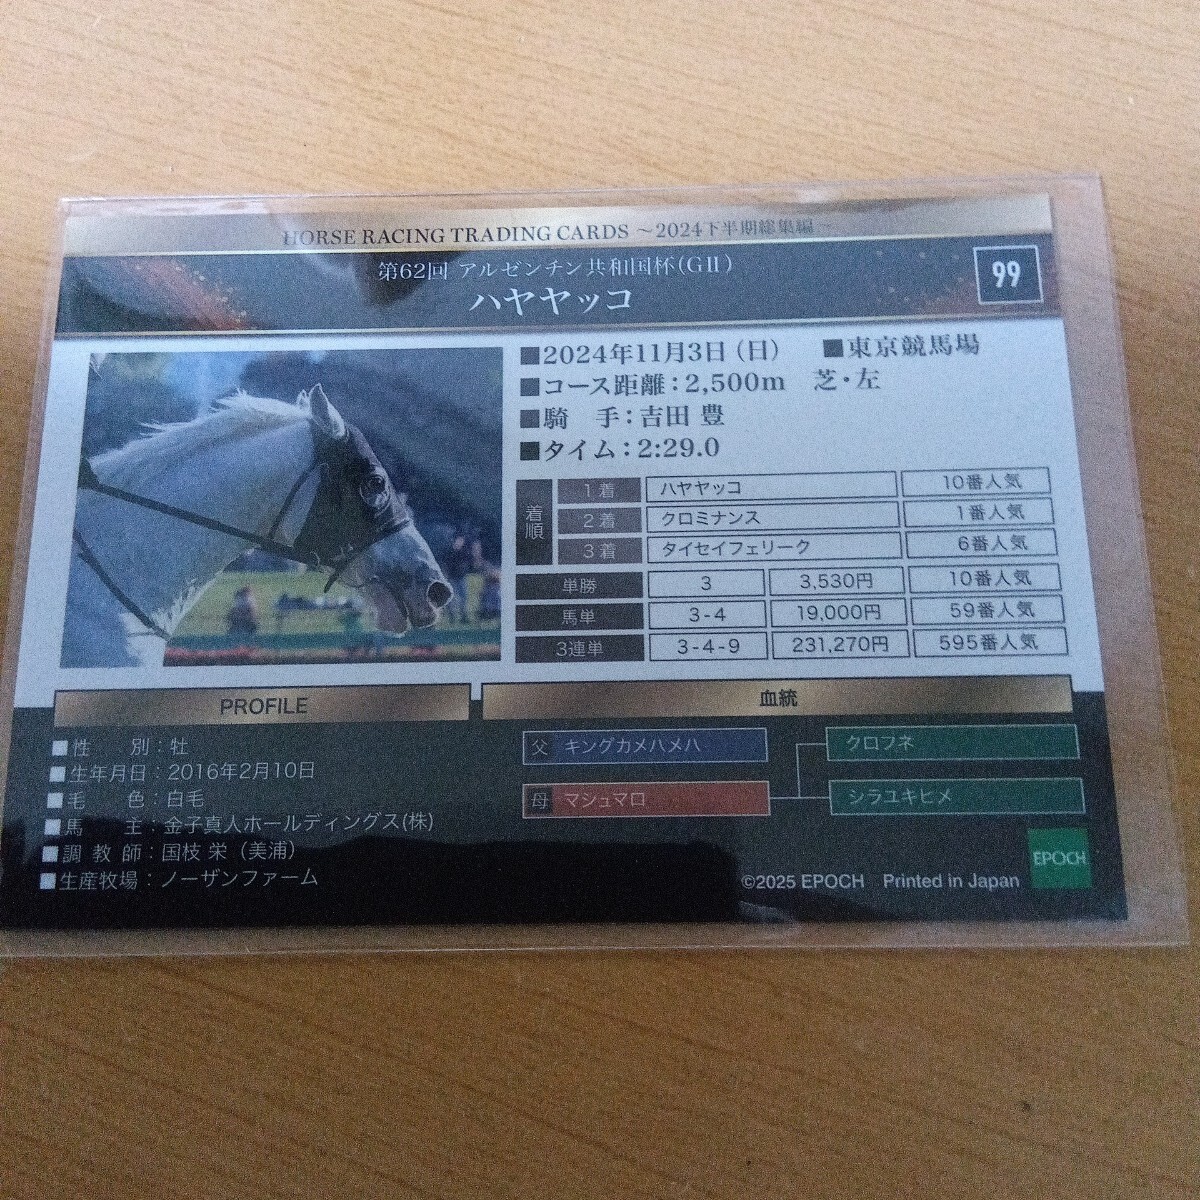 HORSE RACING TRADING CARDS ～2024下半期総集編～
第62回 アルゼンチン共和国杯(GⅡ)
ハヤヤッコ
99
■2024年11月3日（日） ■東京競馬場
■コース距離：2,500m 芝・左
■騎 手：吉田 豊
■タイム：2:29.0
着順
1着 ハヤヤッコ 10番人気
2着 クロミナンス 1番人気
3着 タイセイフェリーク 6番人気
単勝 3 3,530円 10番人気
馬単 3-4 19,000円 59番人気
3連単 3-4-9 231,270円 595番人気
PROFILE
■性 別：牡
■生年月日：2016年2月10日
■毛 色：白毛
■馬 主：金子真人ホールディングス(株)
■調 教 師：国枝 栄（美浦）
■生産牧場：ノーザンファーム
血統
父 キングカメハメハ
母 マシュマロ
クロフネ
シラユキヒメ
©2025 EPOCH Printed in Japan
EPOCH